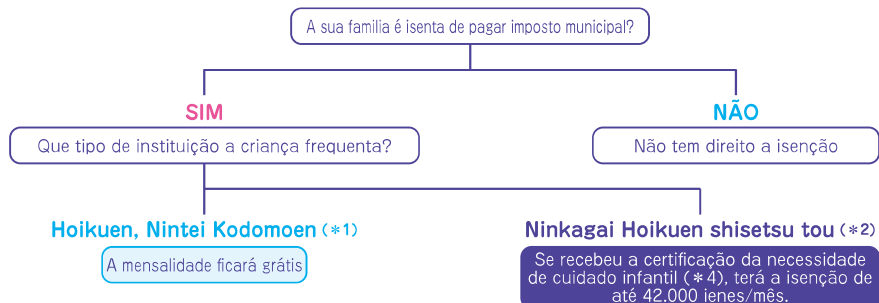 A sua familia é isenta de pagar imposto municipal?
SIM
NÃO
Que tipo de instituição a criança frequenta?
Não tem direito a isenção
Hoikuen, Nintei Kodomoen (*1)
Ninkagai Hoikuen shisetsu tou (*2)
A mensalidade ficará grátis
Se recebeu a certificação da necessidade
de cuidado infantil (*4), terá a isenção de
até 42.000 ienes/mês.